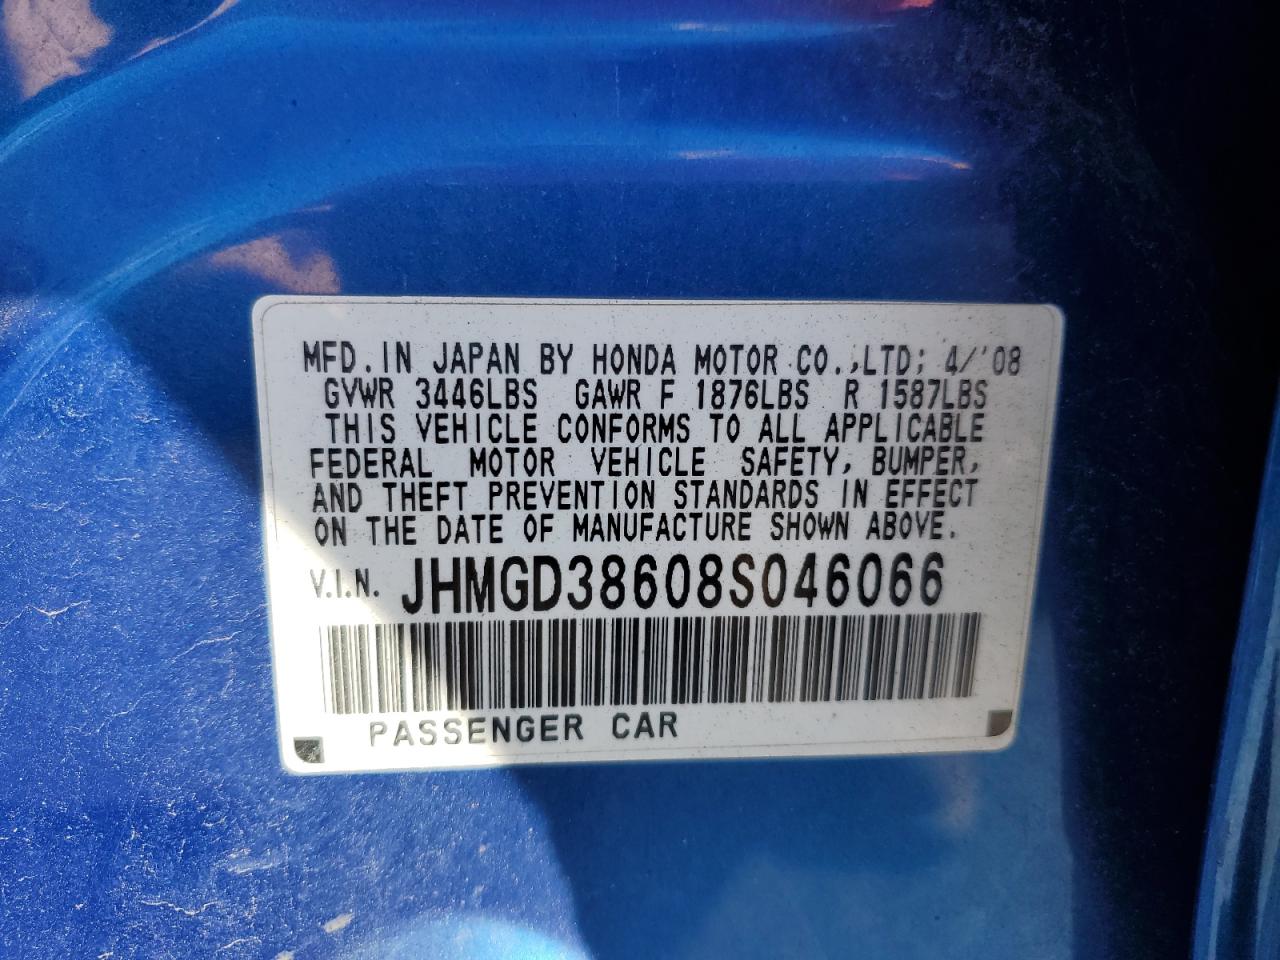 MFD. IN JAPAN BY HONDA MOTOR CO.,LTD; 4/'08
GVWR 3446LBS GAWR F 1876LBS R 1587LBS
THIS VEHICLE CONFORMS TO ALL APPLICABLE
FEDERAL MOTOR VEHICLE SAFETY, BUMPER,
AND THEFT PREVENTION STANDARDS IN EFFECT
ON THE DATE OF MANUFACTURE SHOWN ABOVE.
V.I.N. JHMGD38608S046066
PASSENGER CAR